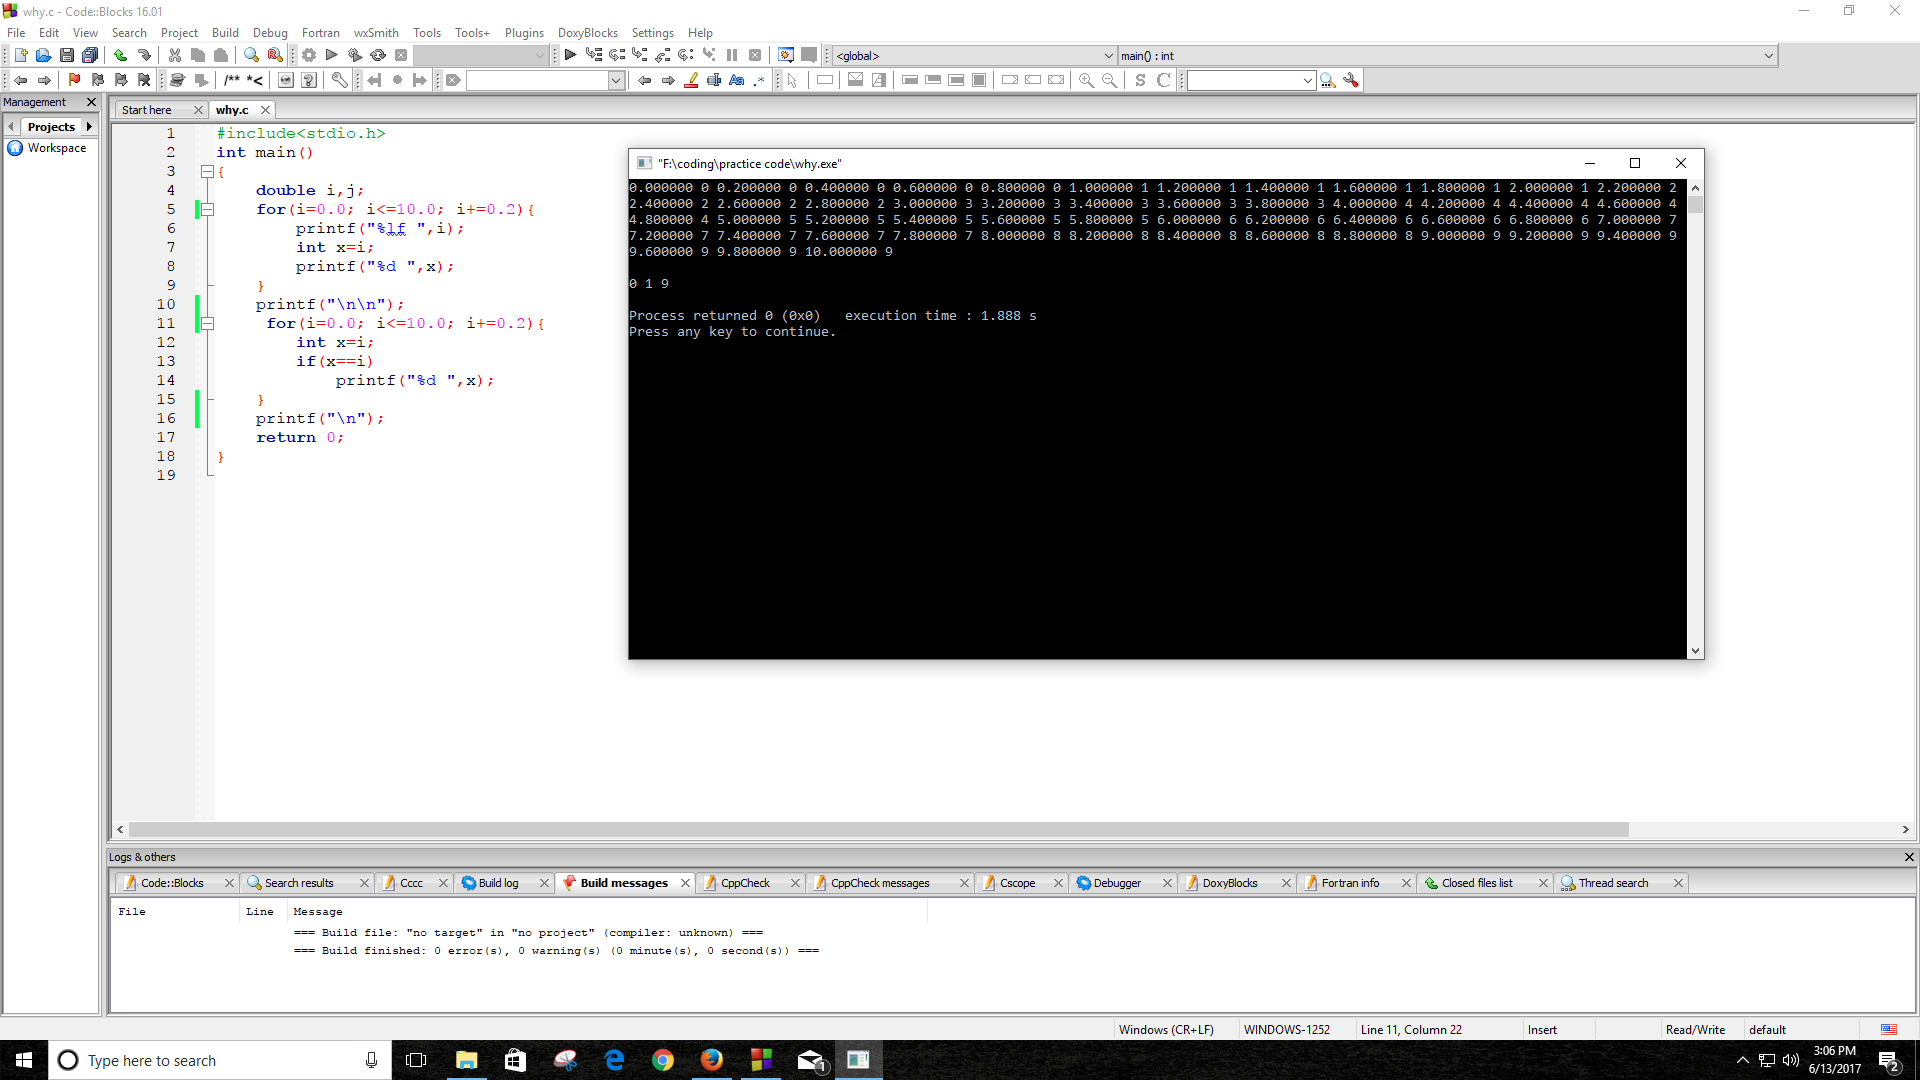 why.c - Code::Blocks 16.01
File Edit View Search Project Build Debug Fortran wxSmith Tools Tools+ Plugins DoxyBlocks Settings Help
<global> main() : int
/** *<
Aa .*
S C
Management
Start here why.c
Projects
Workspace
1 #include<stdio.h>
2 int main()
3 {
4 double i,j;
5 for(i=0.0; i<=10.0; i+=0.2){
6 printf("%lf ",i);
7 int x=i;
8 printf("%d ",x);
9 }
10 printf("\n\n");
11 for(i=0.0; i<=10.0; i+=0.2){
12 int x=i;
13 if(x==i)
14 printf("%d ",x);
15 }
16 printf("\n");
17 return 0;
18 }
19
"F:\coding\practice code\why.exe"
0.000000 0 0.200000 0 0.400000 0 0.600000 0 0.800000 0 1.000000 1 1.200000 1 1.400000 1 1.600000 1 1.800000 1 2.000000 1 2.200000 2
2.400000 2 2.600000 2 2.800000 2 3.000000 3 3.200000 3 3.400000 3 3.600000 3 3.800000 3 4.000000 4 4.200000 4 4.400000 4 4.600000 4
4.800000 4 5.000000 5 5.200000 5 5.400000 5 5.600000 5 5.800000 5 6.000000 6 6.200000 6 6.400000 6 6.600000 6 6.800000 6 7.000000 7
7.200000 7 7.400000 7 7.600000 7 7.800000 7 8.000000 8 8.200000 8 8.400000 8 8.600000 8 8.800000 8 9.000000 9 9.200000 9 9.400000 9
9.600000 9 9.800000 9 10.000000 9
0 1 9
Process returned 0 (0x0)   execution time : 1.888 s
Press any key to continue.
Logs & others
Code::Blocks Search results Cccc Build log Build messages CppCheck CppCheck messages Cscope Debugger DoxyBlocks Fortran info Closed files list Thread search
File Line Message
=== Build file: "no target" in "no project" (compiler: unknown) ===
=== Build finished: 0 error(s), 0 warning(s) (0 minute(s), 0 second(s)) ===
Windows (CR+LF) WINDOWS-1252 Line 11, Column 22 Insert Read/Write default
Type here to search
1
3:06 PM
6/13/2017
2